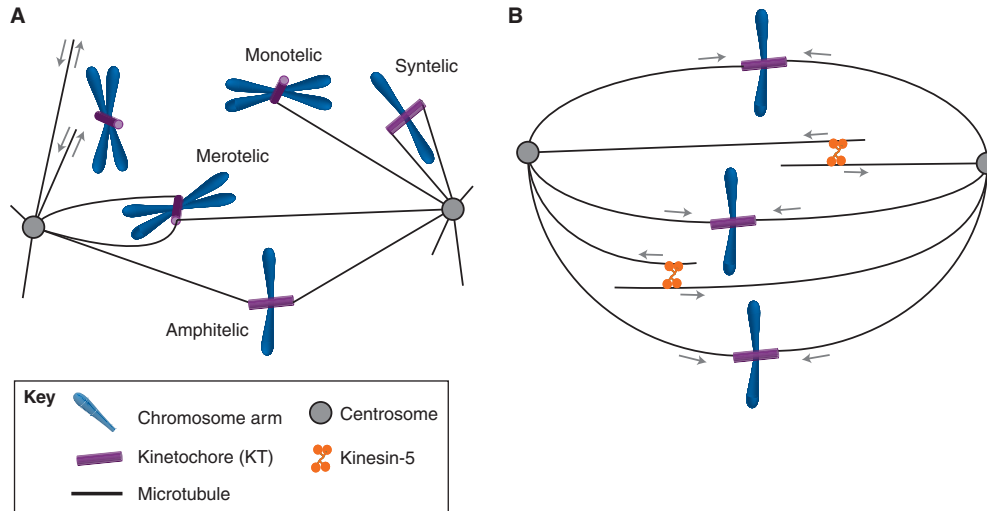 A
Monotelic
Syntelic
Merotelic
Amphitelic
B
Key
Chromosome arm
Kinetochore (KT)
Microtubule
Centrosome
Kinesin-5